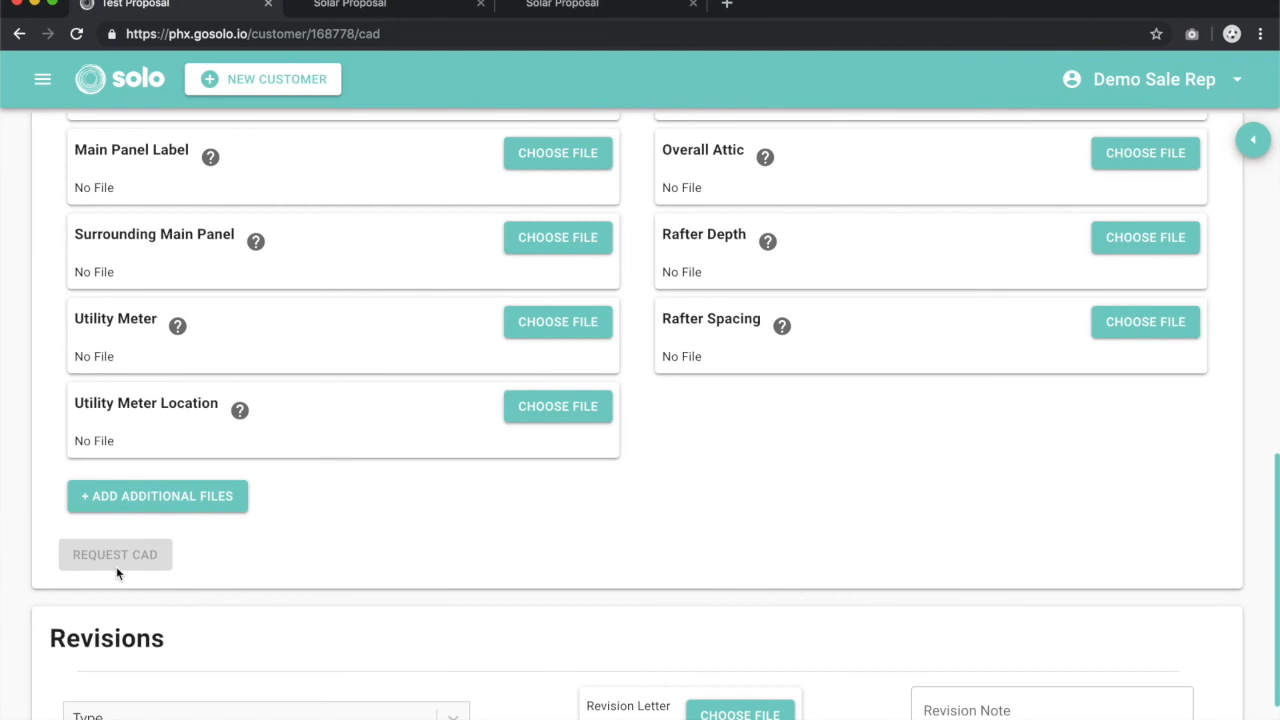 Test Proposal
Solar Proposal
Solar Proposal
https://phx.gosolo.io/customer/168778/cad
solo
NEW CUSTOMER
Demo Sale Rep
Main Panel Label
CHOOSE FILE
No File
Overall Attic
CHOOSE FILE
No File
Surrounding Main Panel
CHOOSE FILE
No File
Rafter Depth
CHOOSE FILE
No File
Utility Meter
CHOOSE FILE
No File
Rafter Spacing
CHOOSE FILE
No File
Utility Meter Location
CHOOSE FILE
No File
+ ADD ADDITIONAL FILES
REQUEST CAD
Revisions
Type
Revision Letter
CHOOSE FILE
Revision Note